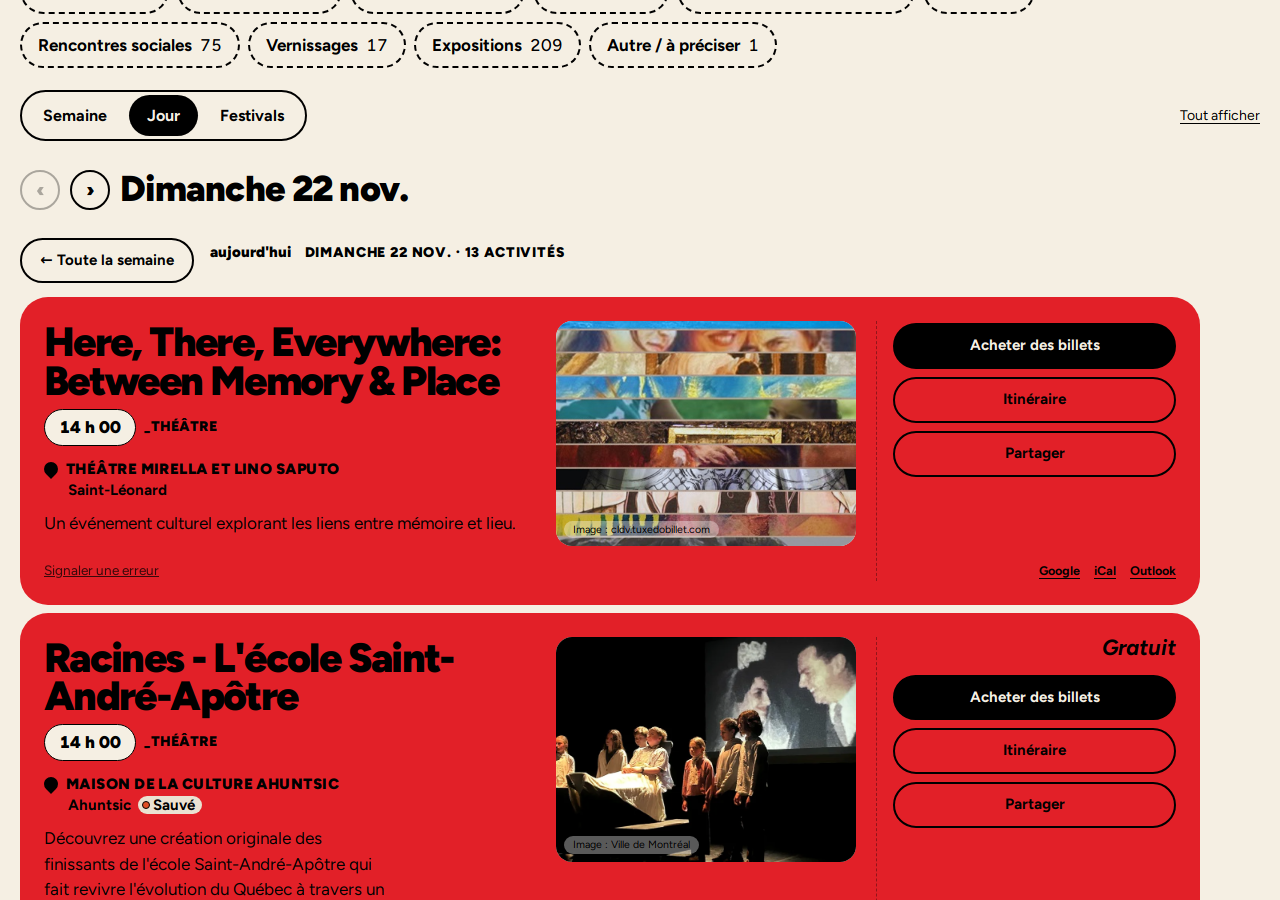 Rencontres sociales 75
Vernissages 17
Expositions 209
Autre / à préciser 1
Semaine
Jour
Festivals
Tout afficher
‹
›
Dimanche 22 nov.
← Toute la semaine
aujourd'hui
DIMANCHE 22 NOV. · 13 ACTIVITÉS
Here, There, Everywhere:
Between Memory & Place
14 h 00
_THÉÂTRE
THÉÂTRE MIRELLA ET LINO SAPUTO
Saint-Léonard
Un événement culturel explorant les liens entre mémoire et lieu.
Signaler une erreur
Image : cldv.tuxedobillet.com
Acheter des billets
Itinéraire
Partager
Google
iCal
Outlook
Racines - L'école Saint-
André-Apôtre
14 h 00
_THÉÂTRE
MAISON DE LA CULTURE AHUNTSIC
Ahuntsic
Sauvé
Découvrez une création originale des
finissants de l'école Saint-André-Apôtre qui
fait revivre l'évolution du Québec à travers un
Image : Ville de Montréal
Gratuit
Acheter des billets
Itinéraire
Partager